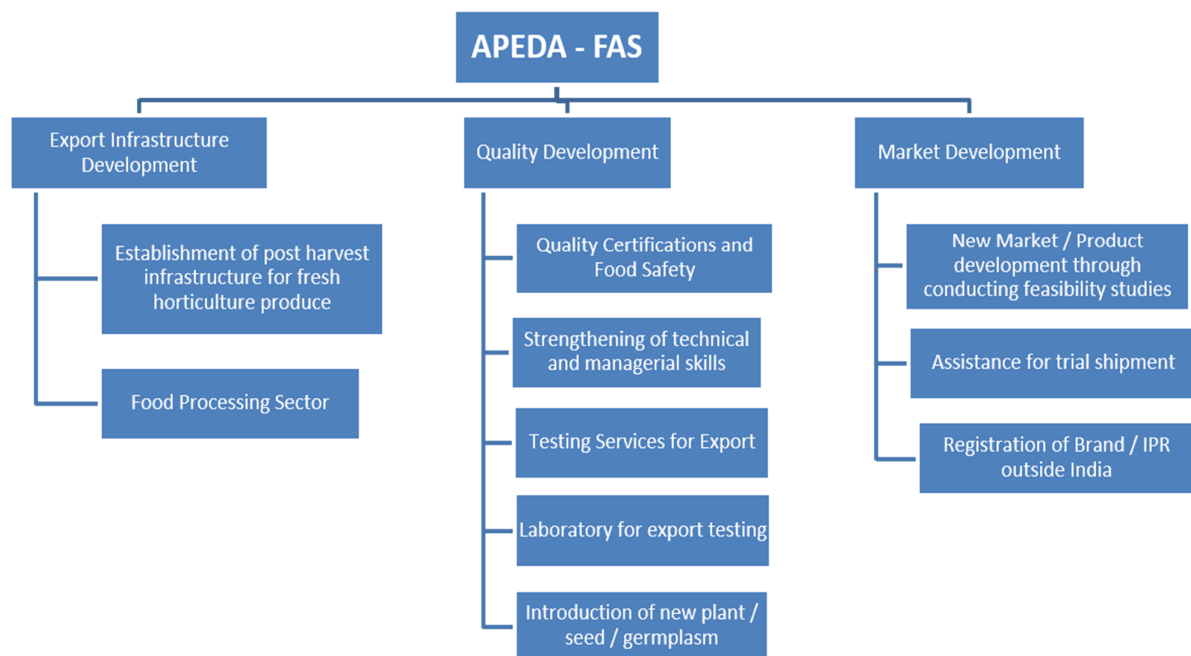 APEDA - FAS
Export Infrastructure
Development
Establishment of post harvest
infrastructure for fresh
horticulture produce
Food Processing Sector
Quality Development
Quality Certifications and
Food Safety
Strengthening of technical
and managerial skills
Testing Services for Export
Laboratory for export testing
Introduction of new plant /
seed / germplasm
Market Development
New Market / Product
development through
conducting feasibility studies
Assistance for trial shipment
Registration of Brand / IPR
outside India